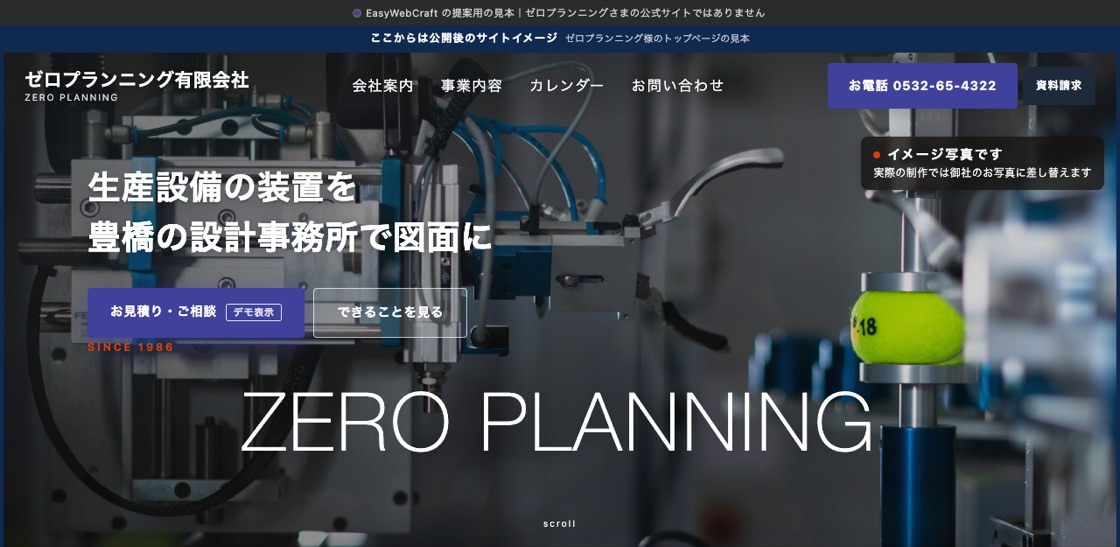 EasyWebCraft の提案用の見本｜ゼロプランニングさまの公式サイトではありません
ここからは公開後のサイトイメージ ゼロプランニング様のトップページの見本
ゼロプランニング有限会社
ZERO PLANNING
会社案内 事業内容 カレンダー お問い合わせ
お電話 0532-65-4322
資料請求
イメージ写真です
実際の制作では御社のお写真に差し替えます
生産設備の装置を
豊橋の設計事務所で図面に
お見積り・ご相談 デモ表示
できることを見る
SINCE 1986
18
ZERO PLANNING
scroll